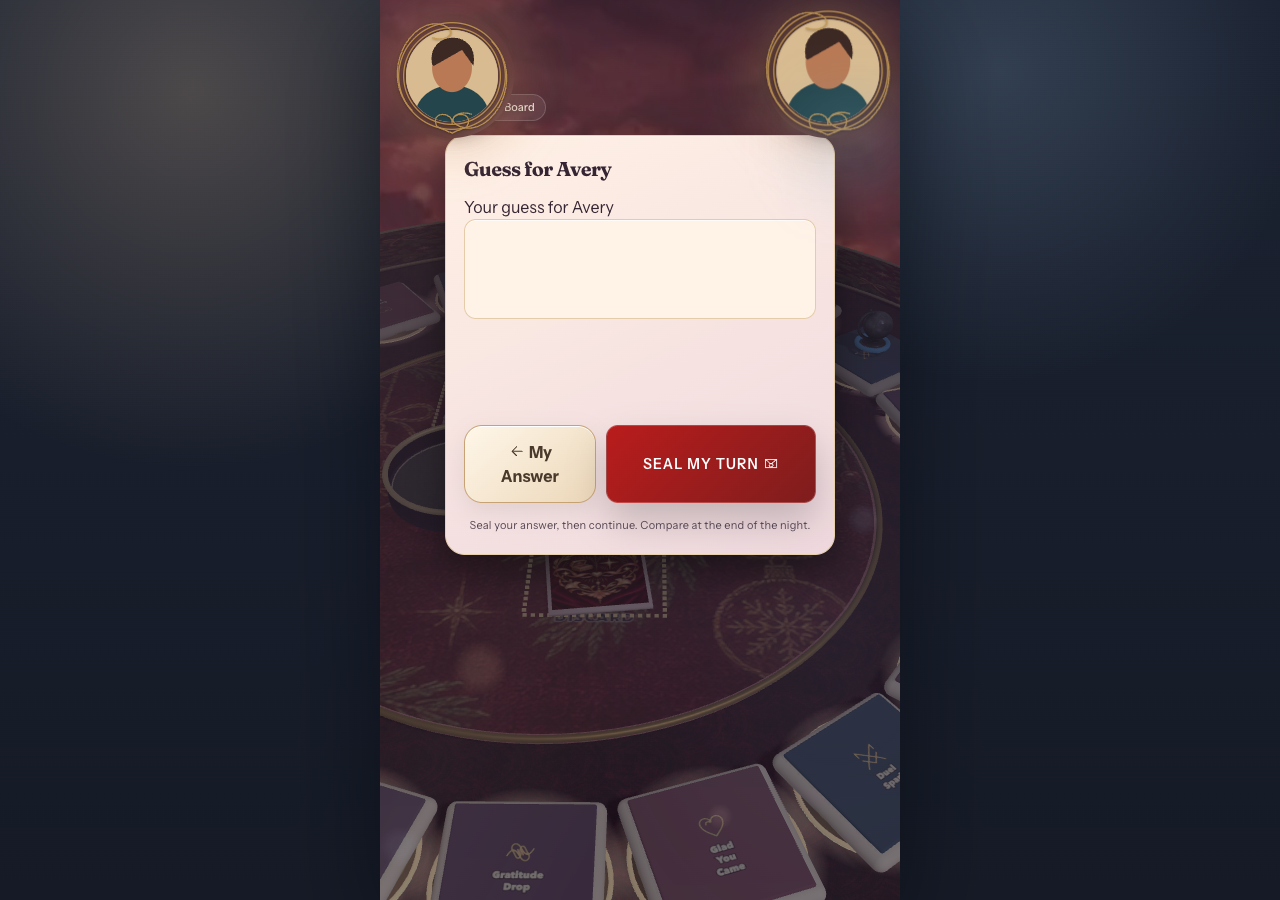 Board
Guess for Avery
Your guess for Avery
← My
Answer
SEAL MY TURN
Seal your answer, then continue. Compare at the end of the night.
Duel
Glad
You
Came
Gratitude
Drop